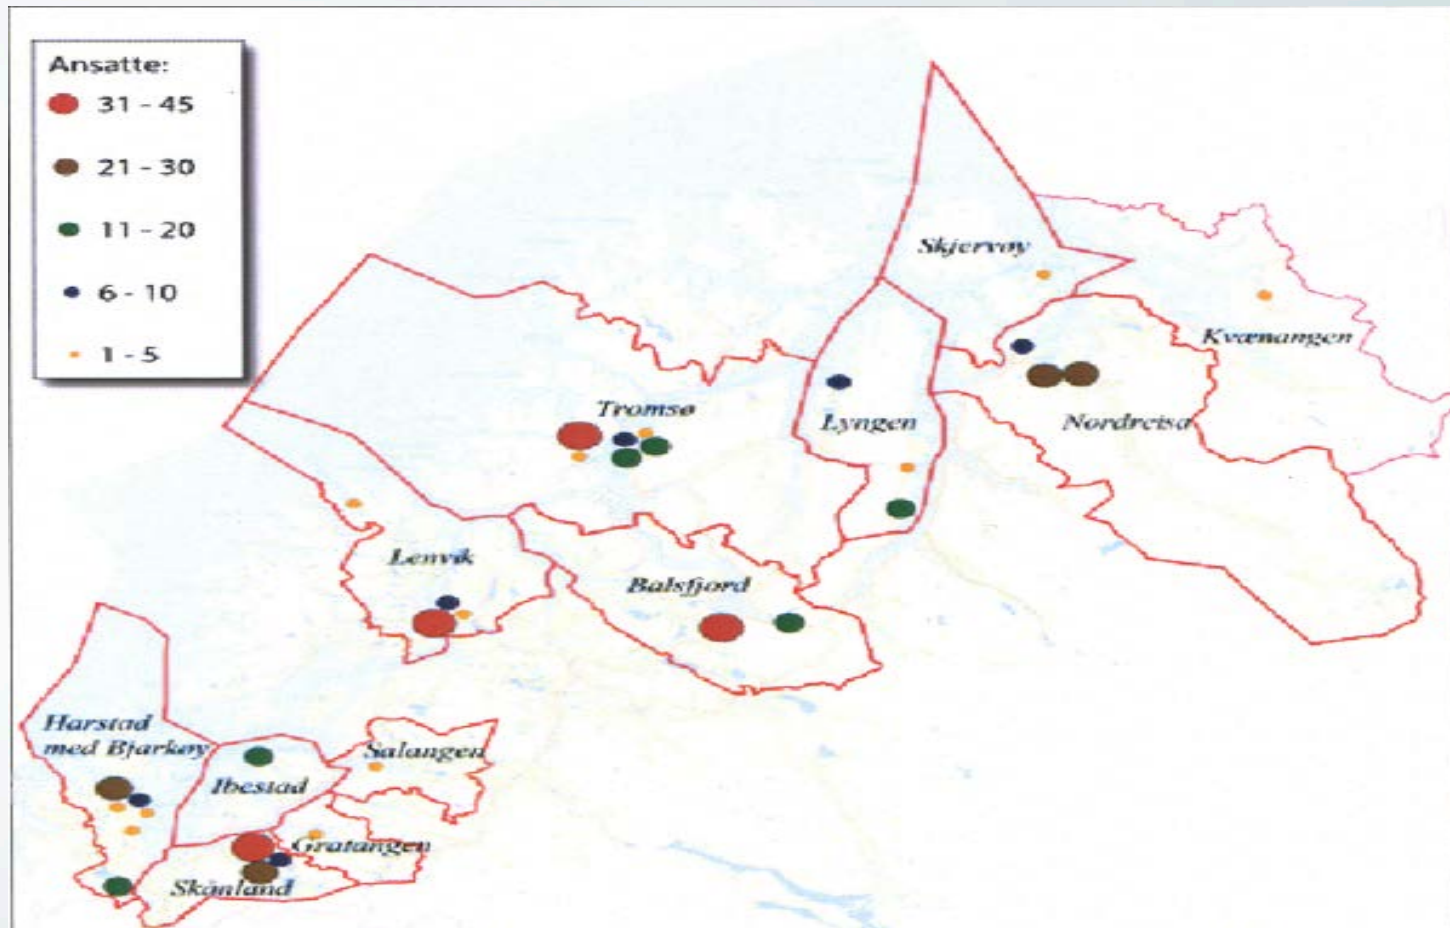 Ansatte:
31 - 45
21 - 30
11 - 20
6 - 10
1 - 5
Skjervøy
Kvænangen
Tromsø
Lyngen
Nordreisa
Lenvik
Balsfjord
Harstad
med Bjarkøy
Salangen
Ibestad
Gratangen
Skånland